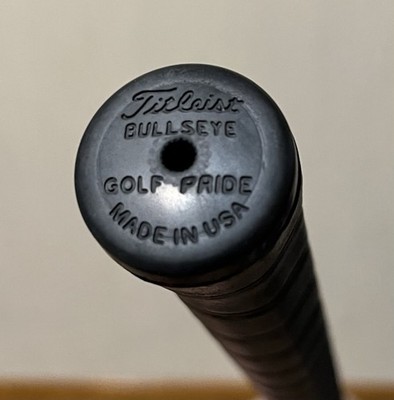 Titleist
BULLSEYE
GOLF PRIDE
MADE IN USA